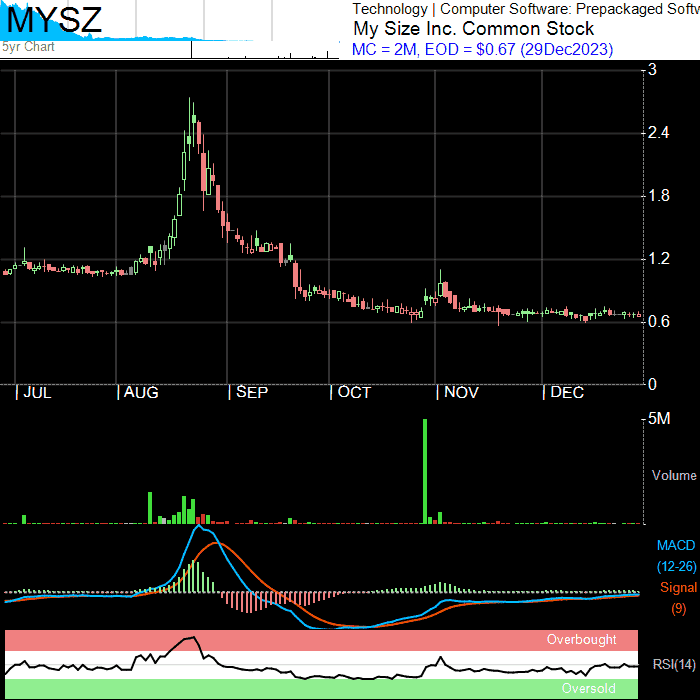 MYSZ
5yr Chart
Technology | Computer Software: Prepackaged Softw
My Size Inc. Common Stock
MC = 2M, EOD = $0.67 (29Dec2023)
3
2.4
1.8
1.2
0.6
0
JUL AUG SEP OCT NOV DEC
5M
Volume
MACD
(12-26)
Signal
(9)
Overbought
RSI(14)
Oversold